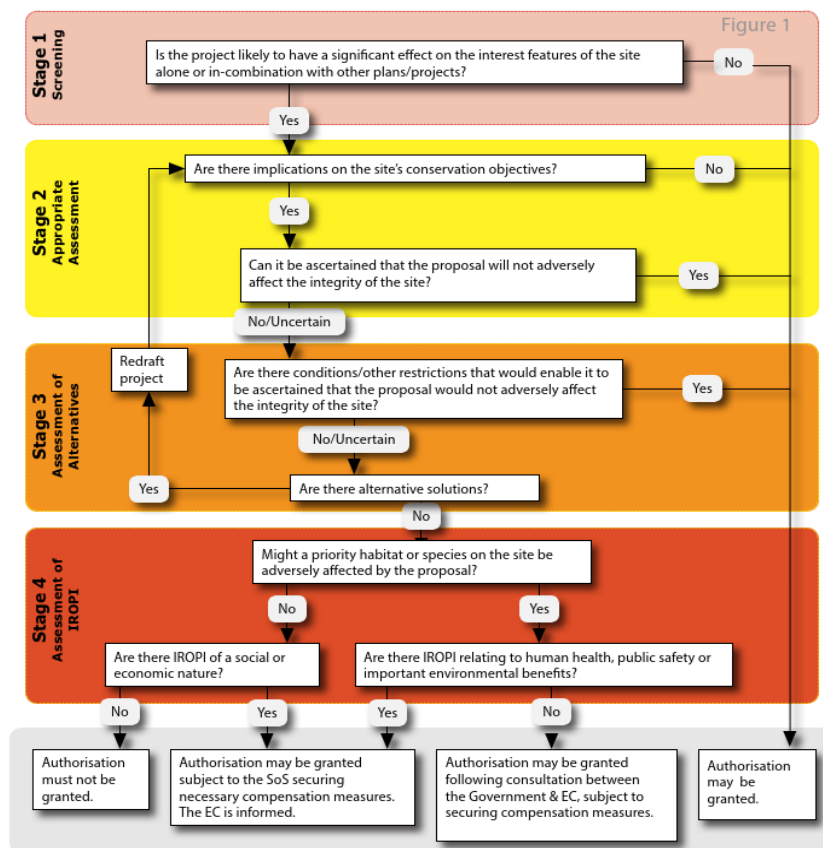 Figure 1
Stage 1
Screening
Is the project likely to have a significant effect on the interest features of the site
alone or in-combination with other plans/projects?
No
Yes
Stage 2
Appropriate
Assessment
Are there implications on the site's conservation objectives?
No
Yes
Can it be ascertained that the proposal will not adversely
affect the integrity of the site?
Yes
No/Uncertain
Stage 3
Assessment of
Alternatives
Redraft
project
Are there conditions/other restrictions that would enable it to
be ascertained that the proposal would not adversely affect
the integrity of the site?
Yes
No/Uncertain
Yes
Are there alternative solutions?
No
Stage 4
Assessment of
IROPI
Might a priority habitat or species on the site be
adversely affected by the proposal?
No
Yes
Are there IROPI of a social or
economic nature?
Are there IROPI relating to human health, public safety or
important environmental benefits?
No
Yes
Yes
No
Authorisation
must not be
granted.
Authorisation may be granted
subject to the SoS securing
necessary compensation measures.
The EC is informed.
Authorisation may be granted
following consultation between
the Government & EC, subject to
securing compensation measures.
Authorisation
may be
granted.